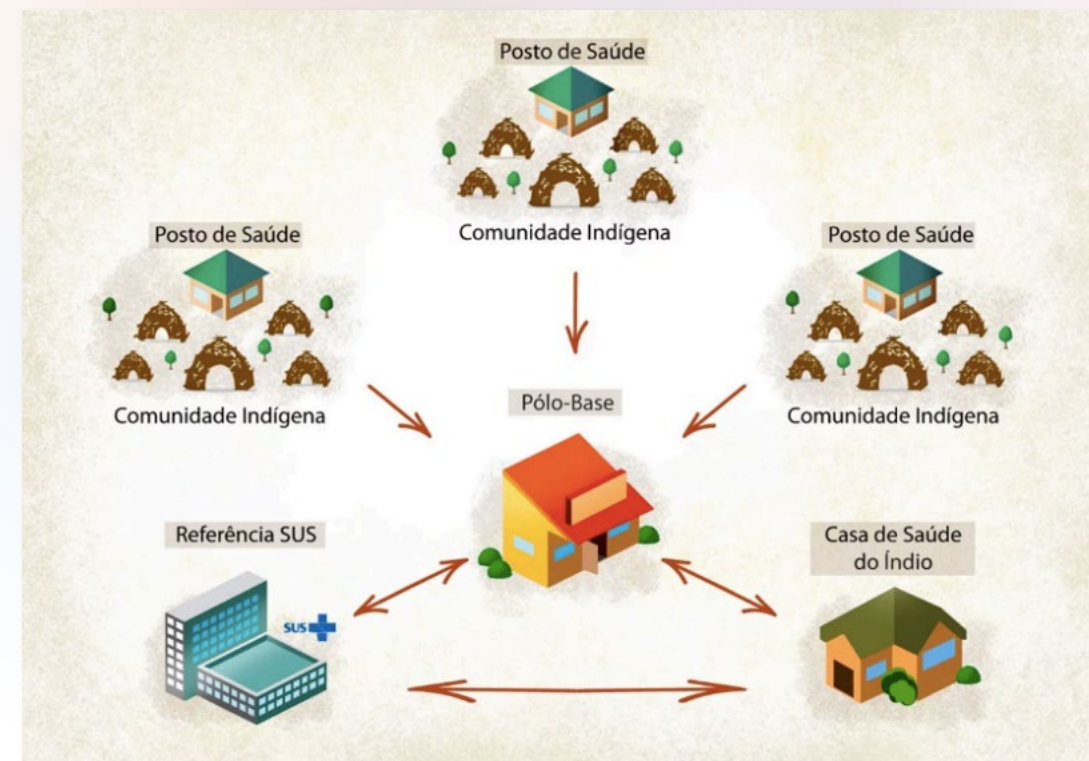 Posto de Saúde
Comunidade Indígena
Posto de Saúde
Comunidade Indígena
Posto de Saúde
Comunidade Indígena
Pólo-Base
Referência SUS
SUS
Casa de Saúde
do Índio